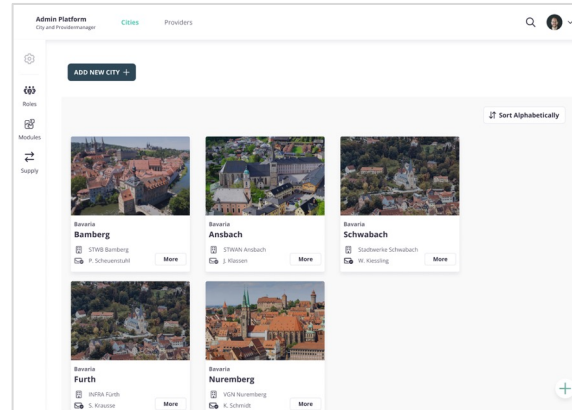 Admin Platform
City and Providermanager
Cities
Providers
ADD NEW CITY +
Roles
Modules
Supply
Sort Alphabetically
Bavaria
Bamberg
STWB Bamberg
P. Scheuenstuhl
More
Bavaria
Ansbach
STWAN Ansbach
J. Klassen
More
Bavaria
Schwabach
Stadtwerke Schwabach
W. Kiessling
More
Bavaria
Furth
INFRA Fürth
S. Krausse
More
Bavaria
Nuremberg
VGN Nuremberg
K. Schmidt
More